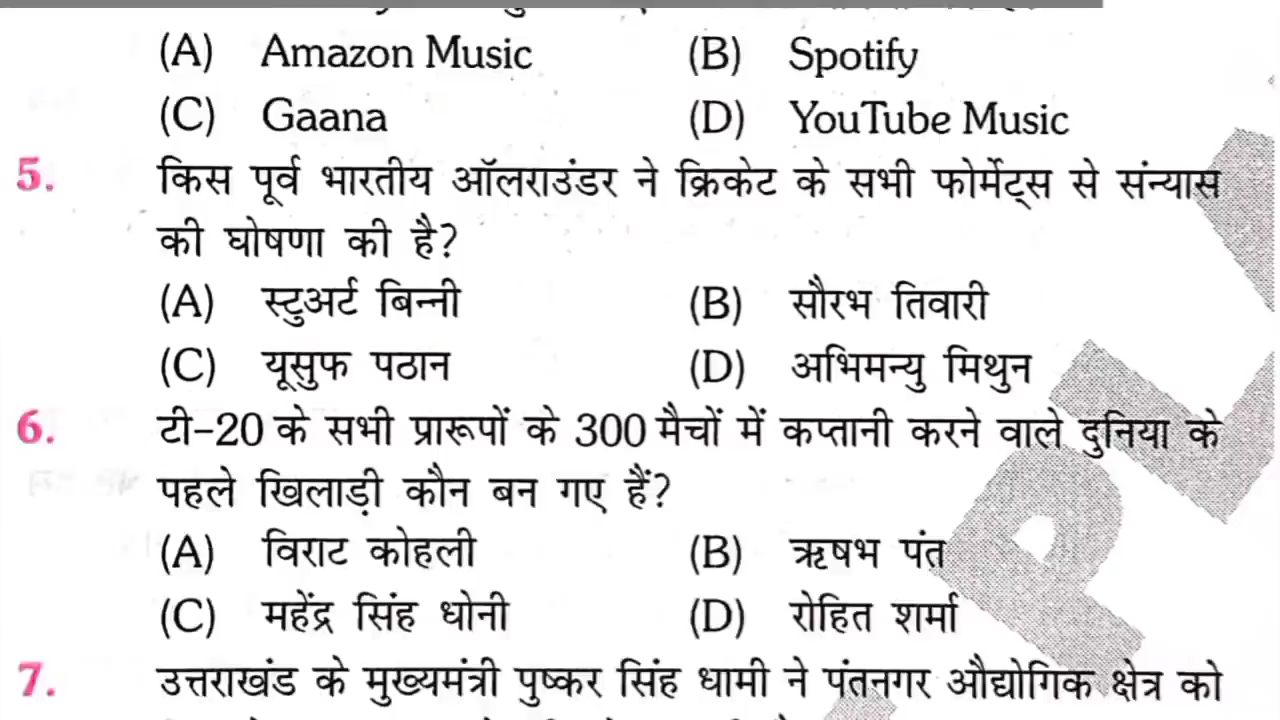 (A) Amazon Music (B) Spotify
(C) Gaana (D) YouTube Music
5. किस पूर्व भारतीय ऑलराउंडर ने क्रिकेट के सभी फोर्मेट्स से संन्यास
की घोषणा की है?
(A) स्टुअर्ट बिन्नी (B) सौरभ तिवारी
(C) यूसुफ पठान (D) अभिमन्यु मिथुन
6. टी-20 के सभी प्रारूपों के 300 मैचों में कप्तानी करने वाले दुनिया के
पहले खिलाड़ी कौन बन गए हैं?
(A) विराट कोहली (B) ऋषभ पंत
(C) महेंद्र सिंह धोनी (D) रोहित शर्मा
7. उत्तराखंड के मुख्यमंत्री पुष्कर सिंह धामी ने पंतनगर औद्योगिक क्षेत्र को